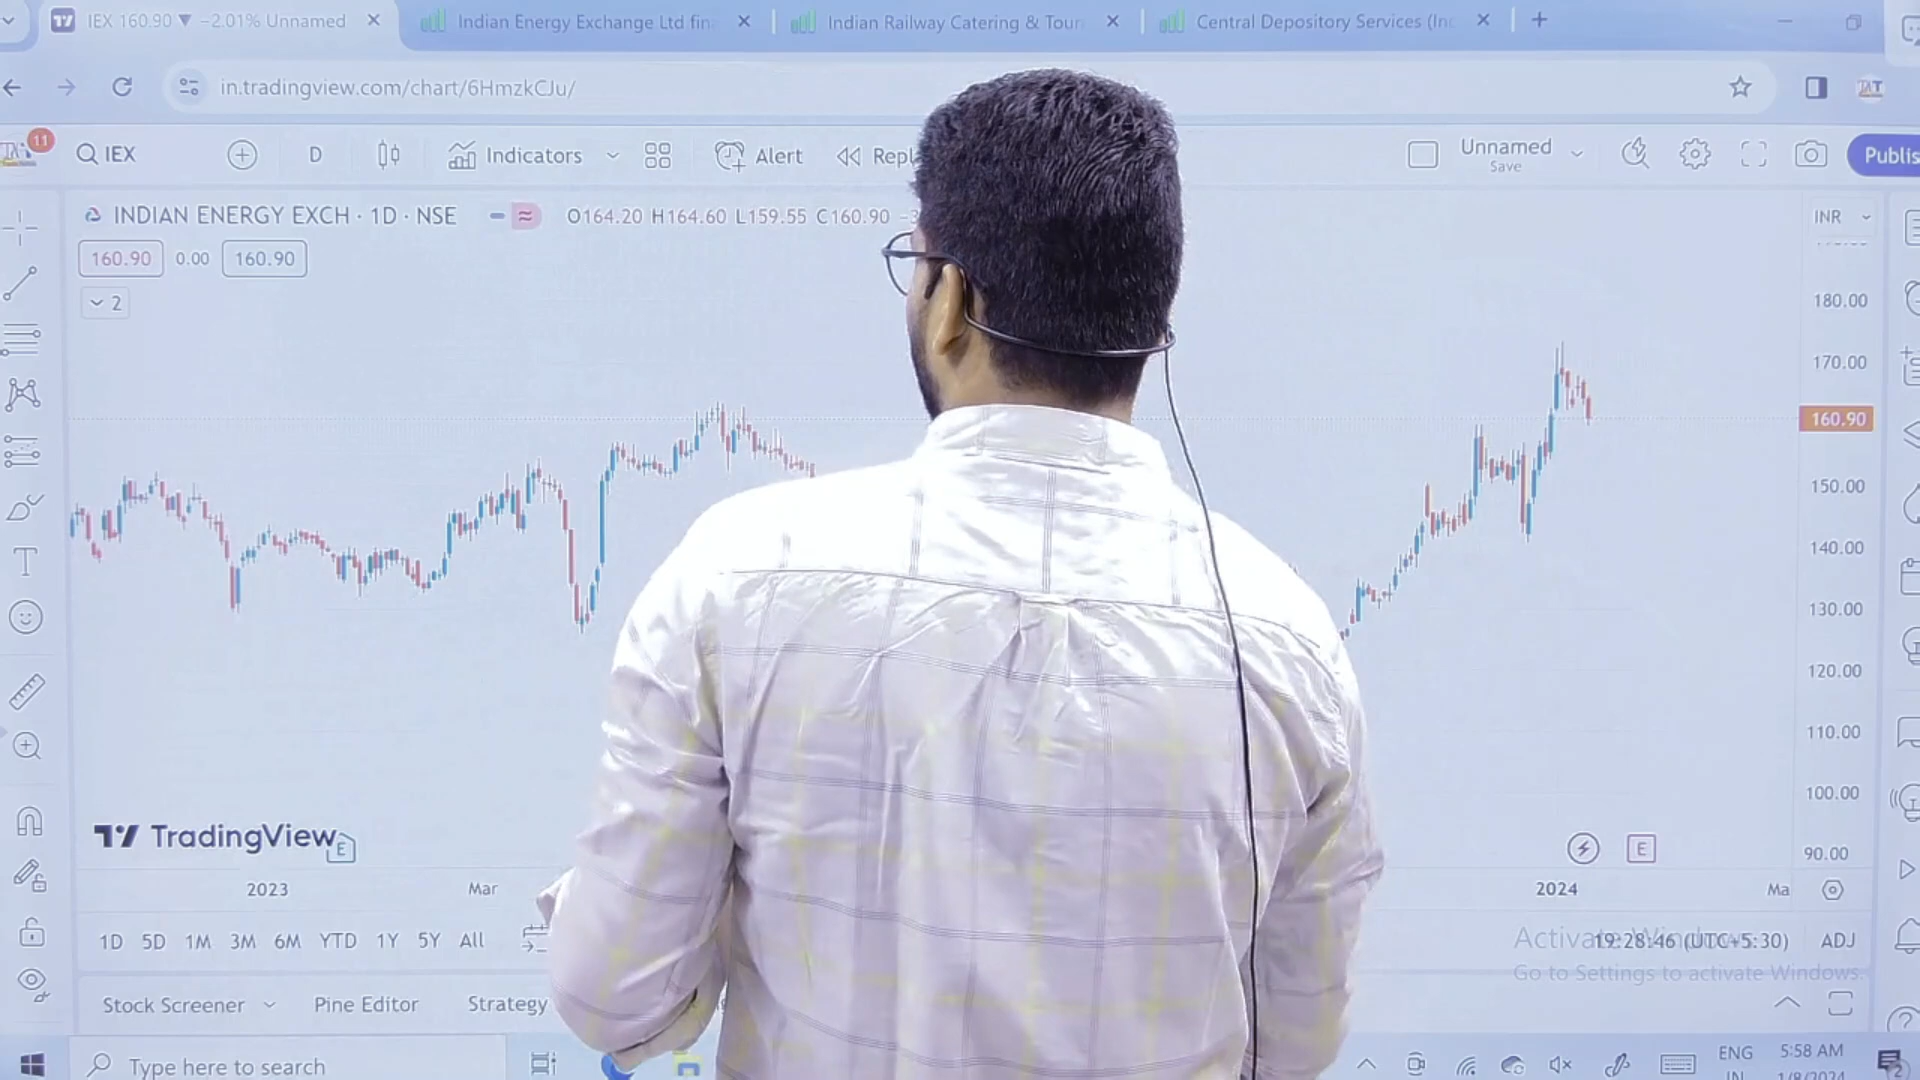 IEX 160.90 ▼ −2.01% Unnamed
Indian Energy Exchange Ltd fina
Indian Railway Catering & Tour
Central Depository Services (Inc
in.tradingview.com/chart/6HmzkCJu/
11
IEX
D
Indicators
Alert
Repl
Unnamed
Save
Publis
INDIAN ENERGY EXCH · 1D · NSE
O164.20 H164.60 L159.55 C160.90 −3
INR
160.90 0.00 160.90
2
180.00
170.00
160.90
150.00
140.00
130.00
120.00
110.00
100.00
90.00
TradingView
E
E
2023
Mar
2024
Ma
1D 5D 1M 3M 6M YTD 1Y 5Y All
19:28:46 (UTC+5:30)
ADJ
Activate Windows
Go to Settings to activate Windows.
Stock Screener
Pine Editor
Strategy
Type here to search
ENG
IN
5:58 AM
1/8/2024
2